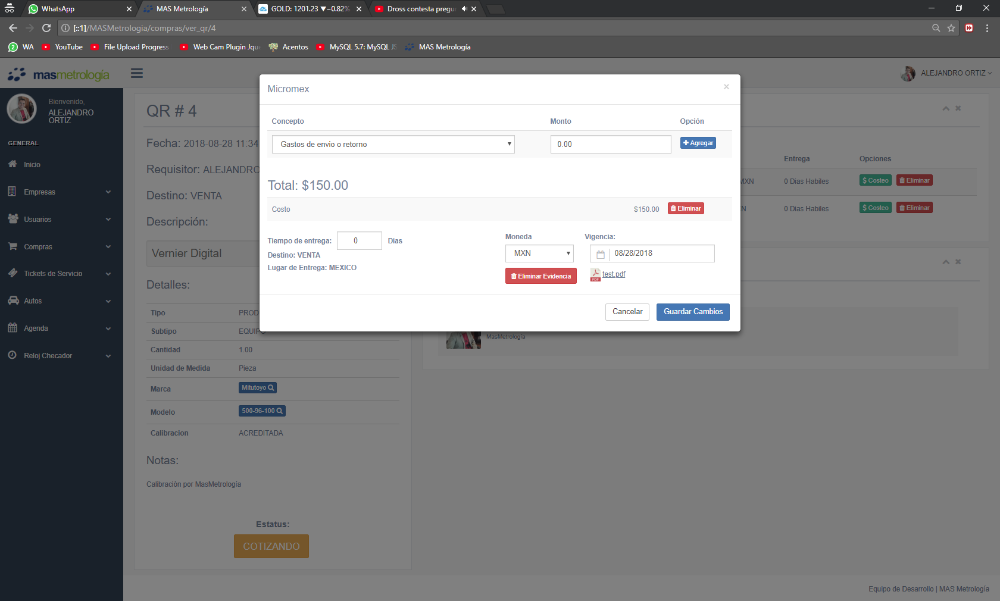 WhatsApp
MAS Metrología
GOLD: 1201.23 ▼−0.82%
Dross contesta pregu
[::1]/MASMetrologia/compras/ver_qr/4
WA
YouTube
File Upload Progress
Web Cam Plugin Jqu
Acentos
MySQL 5.7: MySQL JS
MAS Metrología
masmetrología
ALEJANDRO ORTIZ
Bienvenido,
ALEJANDRO
ORTIZ
GENERAL
Inicio
Empresas
Usuarios
Compras
Tickets de Servicio
Autos
Agenda
Reloj Checador
QR # 4
Fecha: 2018-08-28 11:34
Requisitor: ALEJANDRO
Destino: VENTA
Descripción:
Vernier Digital
Detalles:
Tipo PROD
Subtipo EQUIPO
Cantidad 1.00
Unidad de Medida Pieza
Marca Mitutoyo
Modelo 500-96-100
Calibracion ACREDITADA
Notas:
Calibración por MasMetrología
Estatus:
COTIZANDO
Micromex
×
Concepto Monto Opción
Gastos de envio o retorno 0.00 Agregar
Total: $150.00
Costo $150.00 Eliminar
Tiempo de entrega: 0 Dias
Destino: VENTA
Lugar de Entrega: MEXICO
Moneda Vigencia:
MXN 08/28/2018
Eliminar Evidencia test.pdf
PDF
Cancelar Guardar Cambios
Entrega Opciones
MXN 0 Dias Habiles $ Costeo Eliminar
N 0 Dias Habiles $ Costeo Eliminar
MasMetrología
Equipo de Desarrollo | MAS Metrología